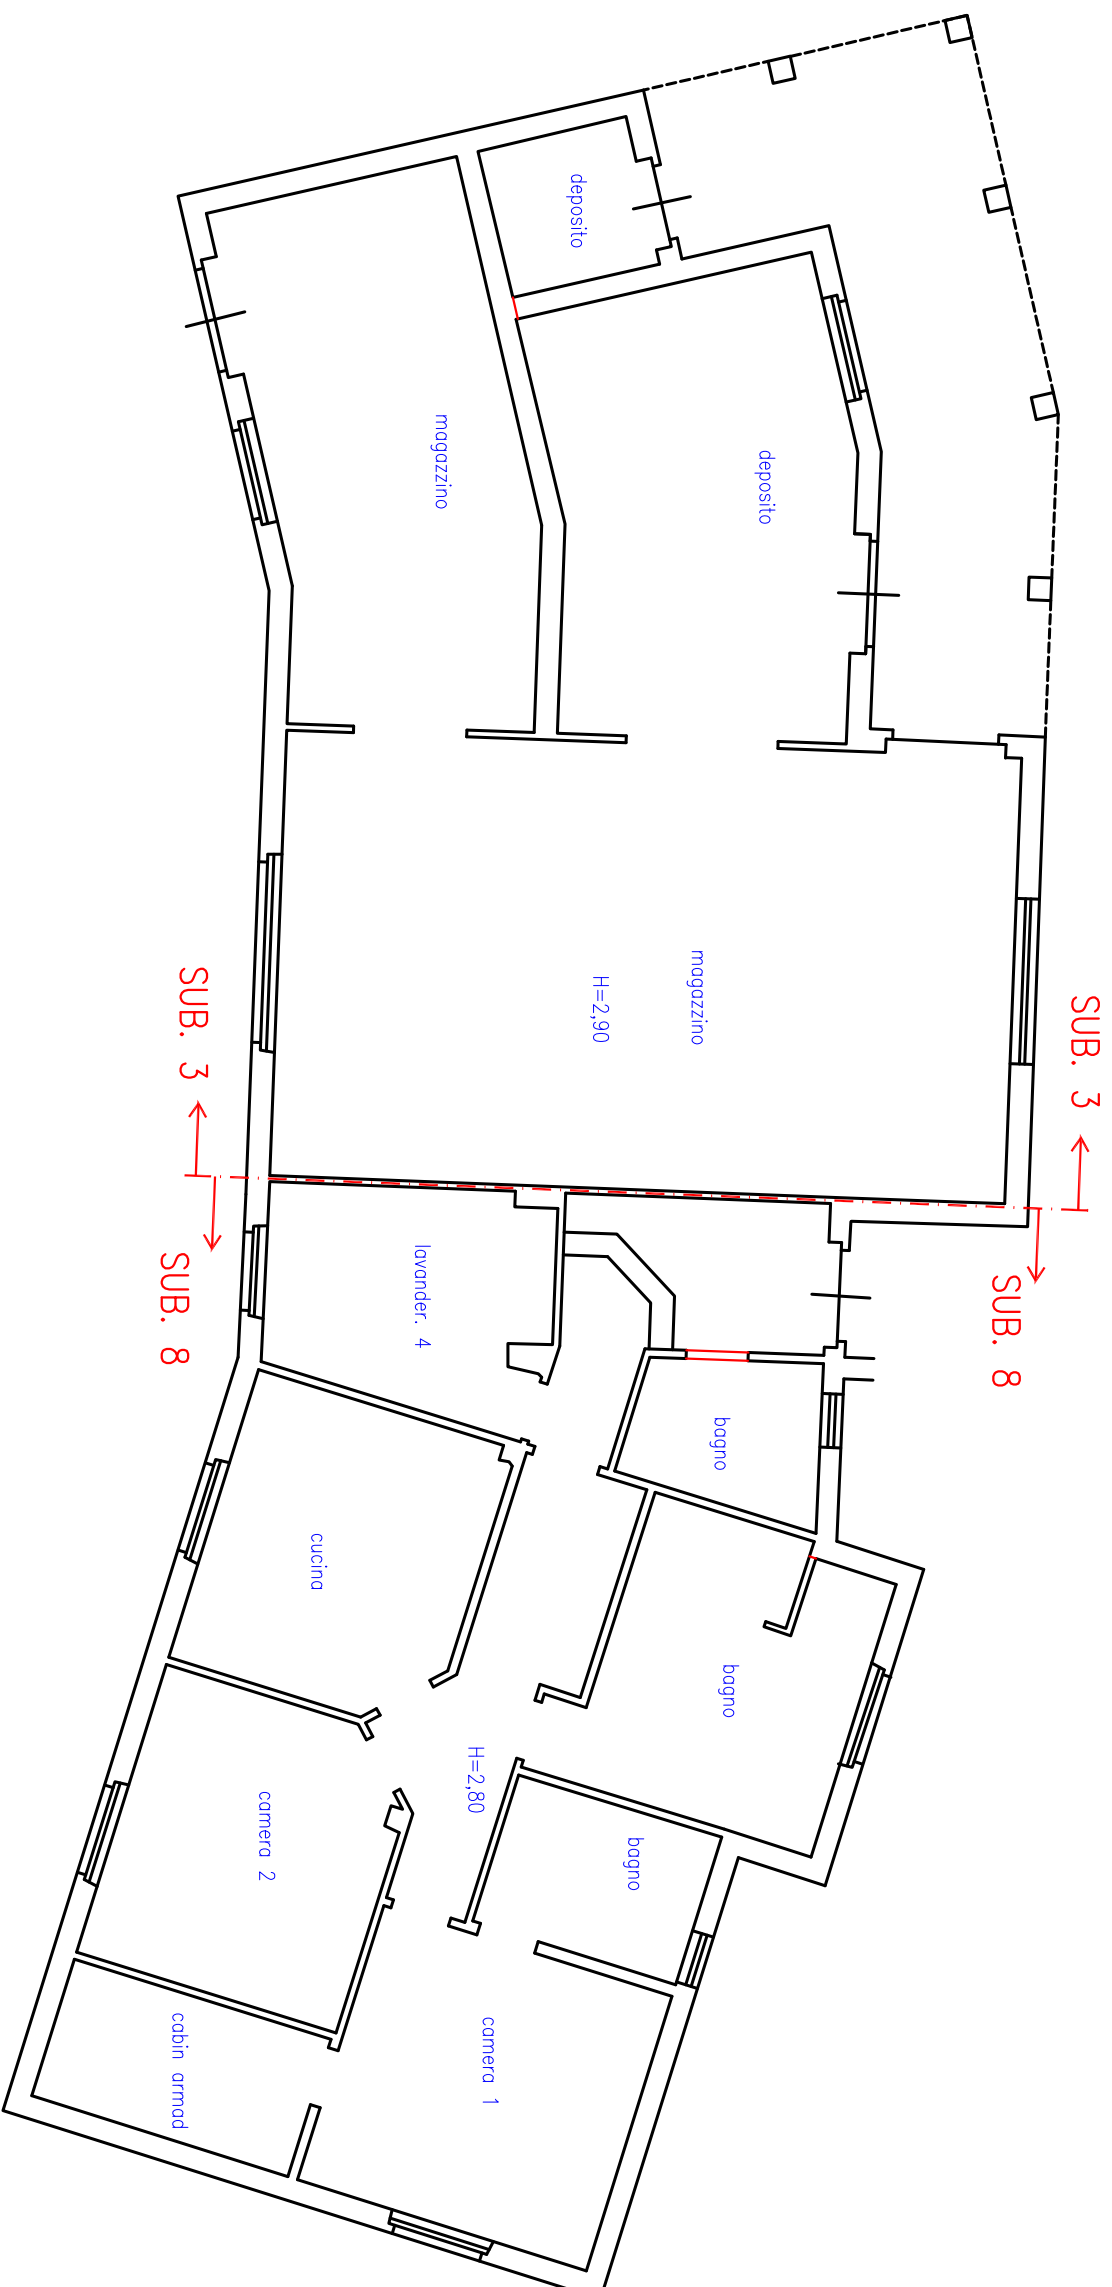 deposito
magazzino
deposito
magazzino
H=2,90
SUB. 3
SUB. 3
SUB. 8
SUB. 8
lavander. 4
bagno
cucina
bagno
H=2,80
camera 2
bagno
camera 1
cabin armad